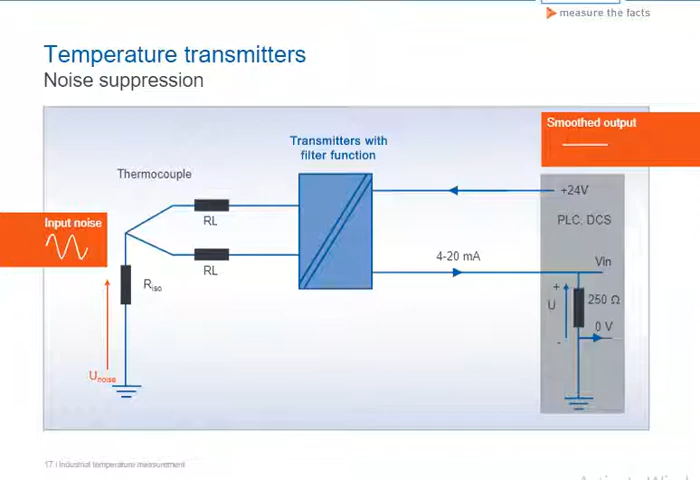 measure the facts
Temperature transmitters
Noise suppression
Smoothed output
Transmitters with
filter function
Thermocouple
+24V
RL
Input noise
PLC. DCS
4-20 mA
Vin
RL
Riso
+
U
250 Ω
0 V
-
Unoise
17 | Industrial temperature measurement